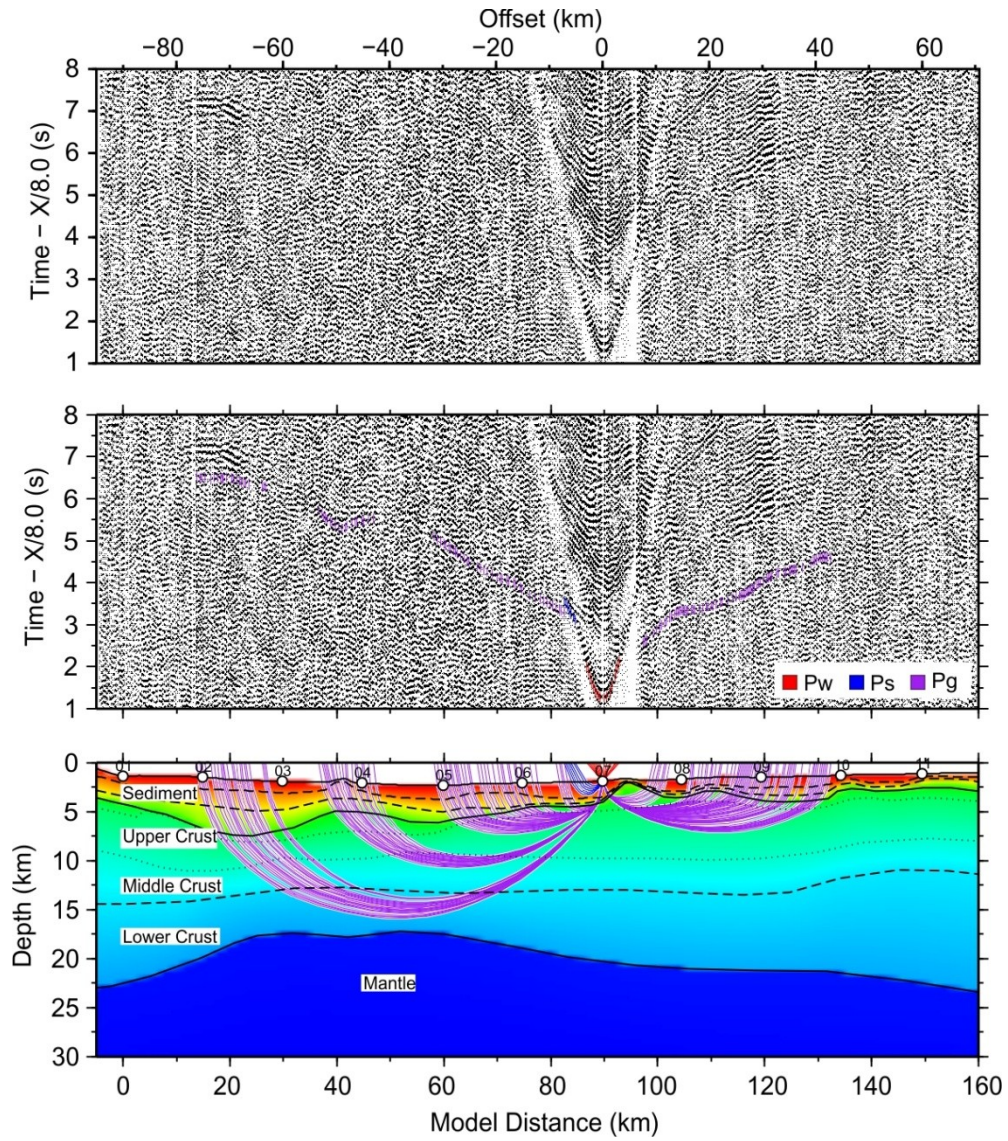 Offset (km)
−80 −60 −40 −20 0 20 40 60
8
7
6
5
4
3
2
1
Time − X/8.0 (s)
8
7
6
5
4
3
2
1
Time − X/8.0 (s)
Pw Ps Pg
0
5
10
15
20
25
30
Depth (km)
01 02 03 04 05 06 07 08 09 10 11
Sediment
Upper Crust
Middle Crust
Lower Crust
Mantle
0 20 40 60 80 100 120 140 160
Model Distance (km)